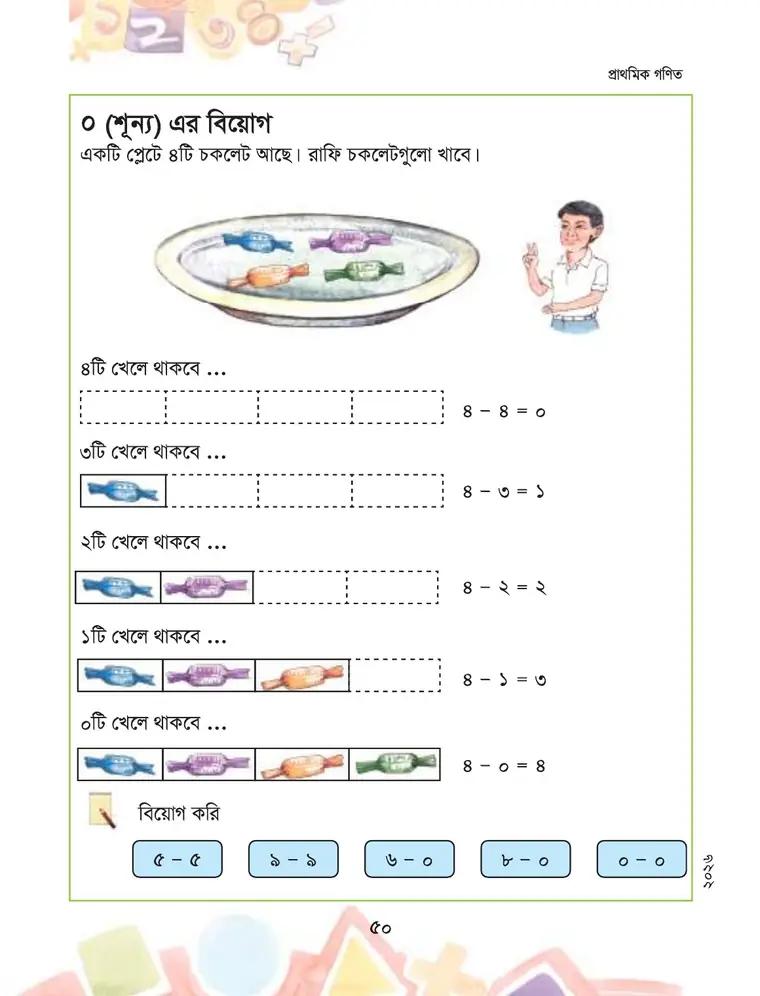 ১২৩
প্রাথমিক গণিত
০ (শূন্য) এর বিয়োগ
একটি প্লেটে ৪টি চকলেট আছে। রাফি চকলেটগুলো খাবে।
৪টি খেলে থাকবে ...
৪ – ৪ = ০
৩টি খেলে থাকবে ...
৪ – ৩ = ১
২টি খেলে থাকবে ...
৪ – ২ = ২
১টি খেলে থাকবে ...
৪ – ১ = ৩
০টি খেলে থাকবে ...
৪ – ০ = ৪
বিয়োগ করি
৫ – ৫ ৯ – ৯ ৬ – ০ ৮ – ০ ০ – ০
২০২৬
৫০